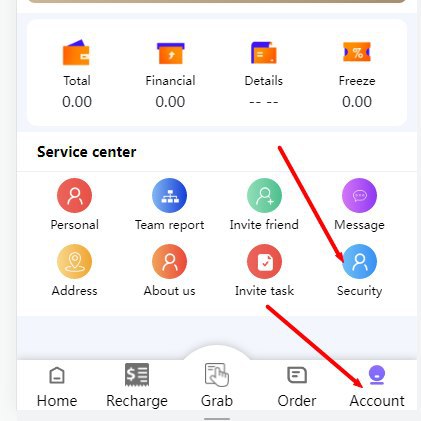 Total Financial Details Freeze
0.00 0.00 -- -- 0.00
Service center
Personal Team report Invite friend Message
Address About us Invite task Security
Home Recharge Grab Order Account